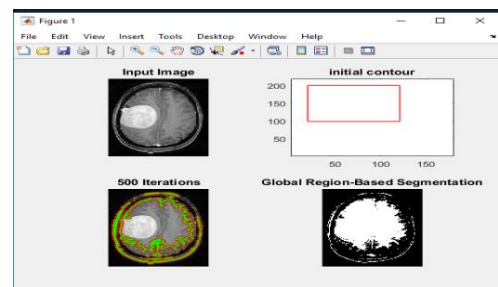 Figure 1
File Edit View Insert Tools Desktop Window Help
Input Image
initial contour
200
150
100
50
50 100 150
500 Iterations
Global Region-Based Segmentation